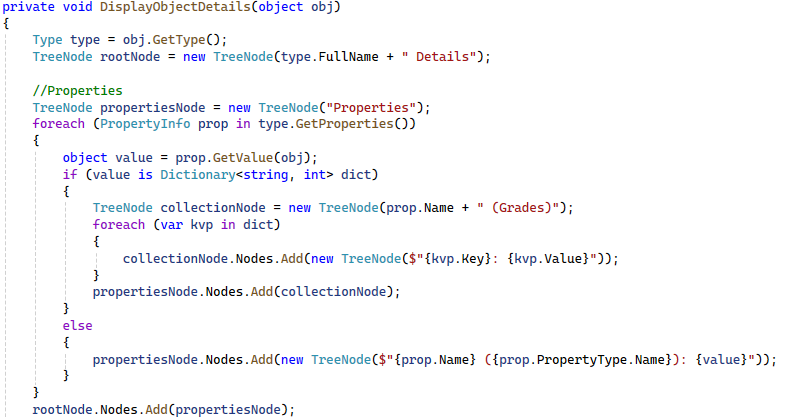 private void DisplayObjectDetails(object obj)
{
    Type type = obj.GetType();
    TreeNode rootNode = new TreeNode(type.FullName + " Details");

    //Properties
    TreeNode propertiesNode = new TreeNode("Properties");
    foreach (PropertyInfo prop in type.GetProperties())
    {
        object value = prop.GetValue(obj);
        if (value is Dictionary<string, int> dict)
        {
            TreeNode collectionNode = new TreeNode(prop.Name + " (Grades)");
            foreach (var kvp in dict)
            {
                collectionNode.Nodes.Add(new TreeNode($"{kvp.Key}: {kvp.Value}"));
            }
            propertiesNode.Nodes.Add(collectionNode);
        }
        else
        {
            propertiesNode.Nodes.Add(new TreeNode($"{prop.Name} ({prop.PropertyType.Name}): {value}"));
        }
    }
    rootNode.Nodes.Add(propertiesNode);